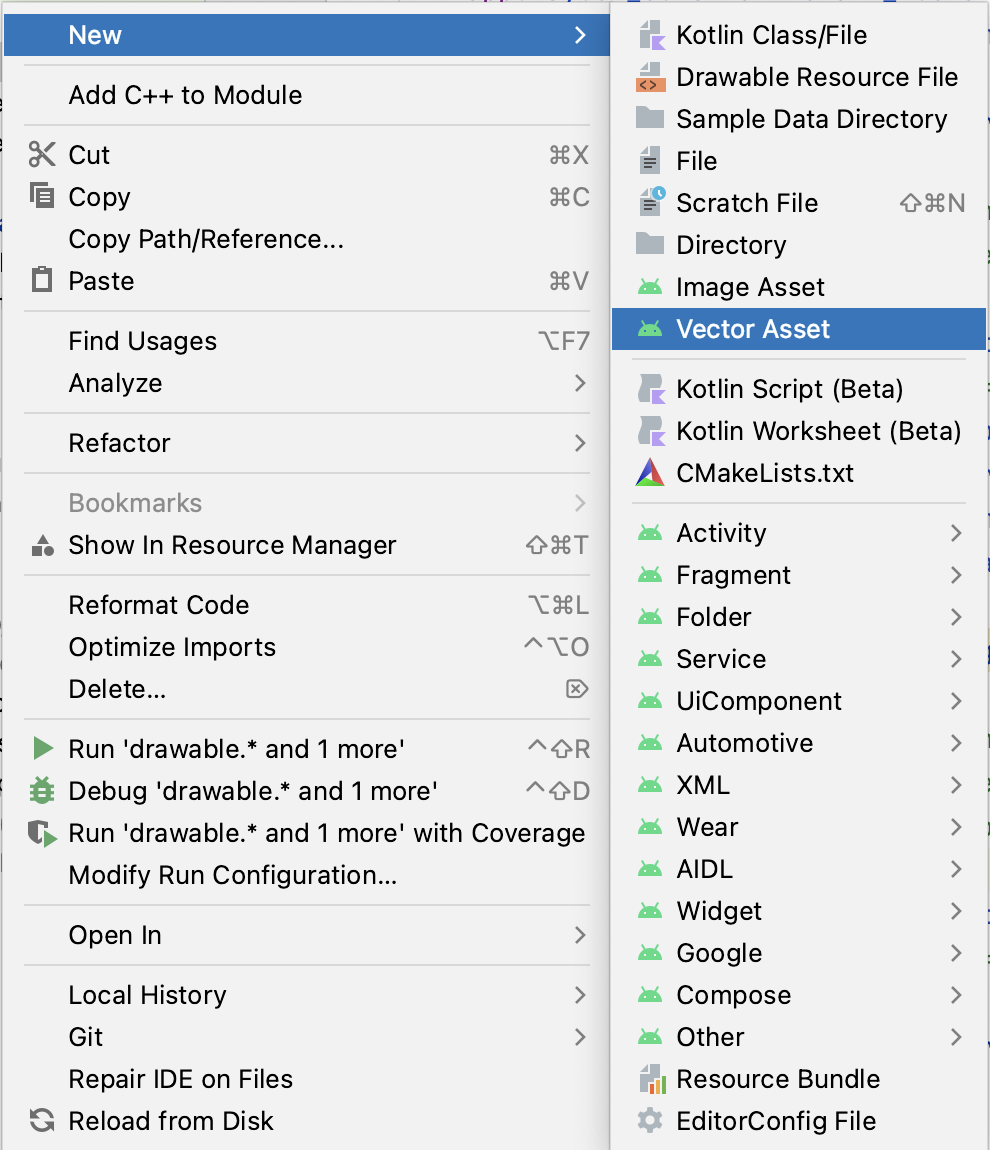 New
Add C++ to Module
Cut ⌘X
Copy ⌘C
Copy Path/Reference...
Paste ⌘V
Find Usages ⌥F7
Analyze
Refactor
Bookmarks
Show In Resource Manager ⇧⌘T
Reformat Code ⌥⌘L
Optimize Imports ^⌥O
Delete... ⌦
Run 'drawable.* and 1 more' ^⇧R
Debug 'drawable.* and 1 more' ^⇧D
Run 'drawable.* and 1 more' with Coverage
Modify Run Configuration...
Open In
Local History
Git
Repair IDE on Files
Reload from Disk
Kotlin Class/File
Drawable Resource File
Sample Data Directory
File
Scratch File ⇧⌘N
Directory
Image Asset
Vector Asset
Kotlin Script (Beta)
Kotlin Worksheet (Beta)
CMakeLists.txt
Activity
Fragment
Folder
Service
UiComponent
Automotive
XML
Wear
AIDL
Widget
Google
Compose
Other
Resource Bundle
EditorConfig File